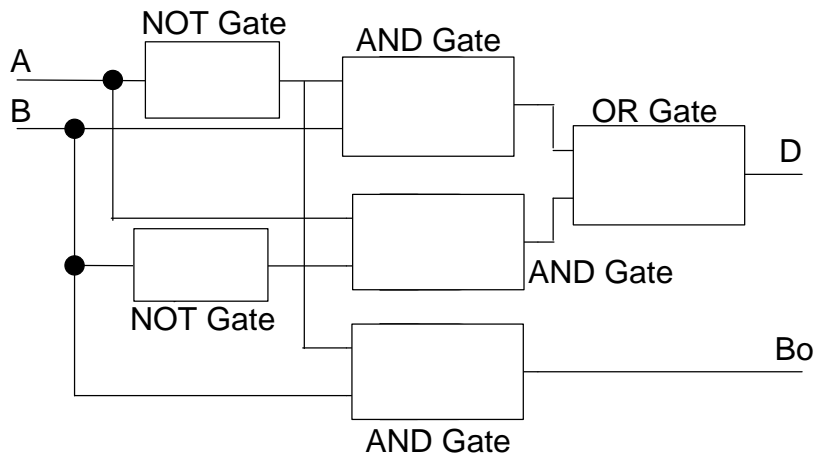 NOT Gate
AND Gate
A
B
OR Gate
D
AND Gate
NOT Gate
Bo
AND Gate